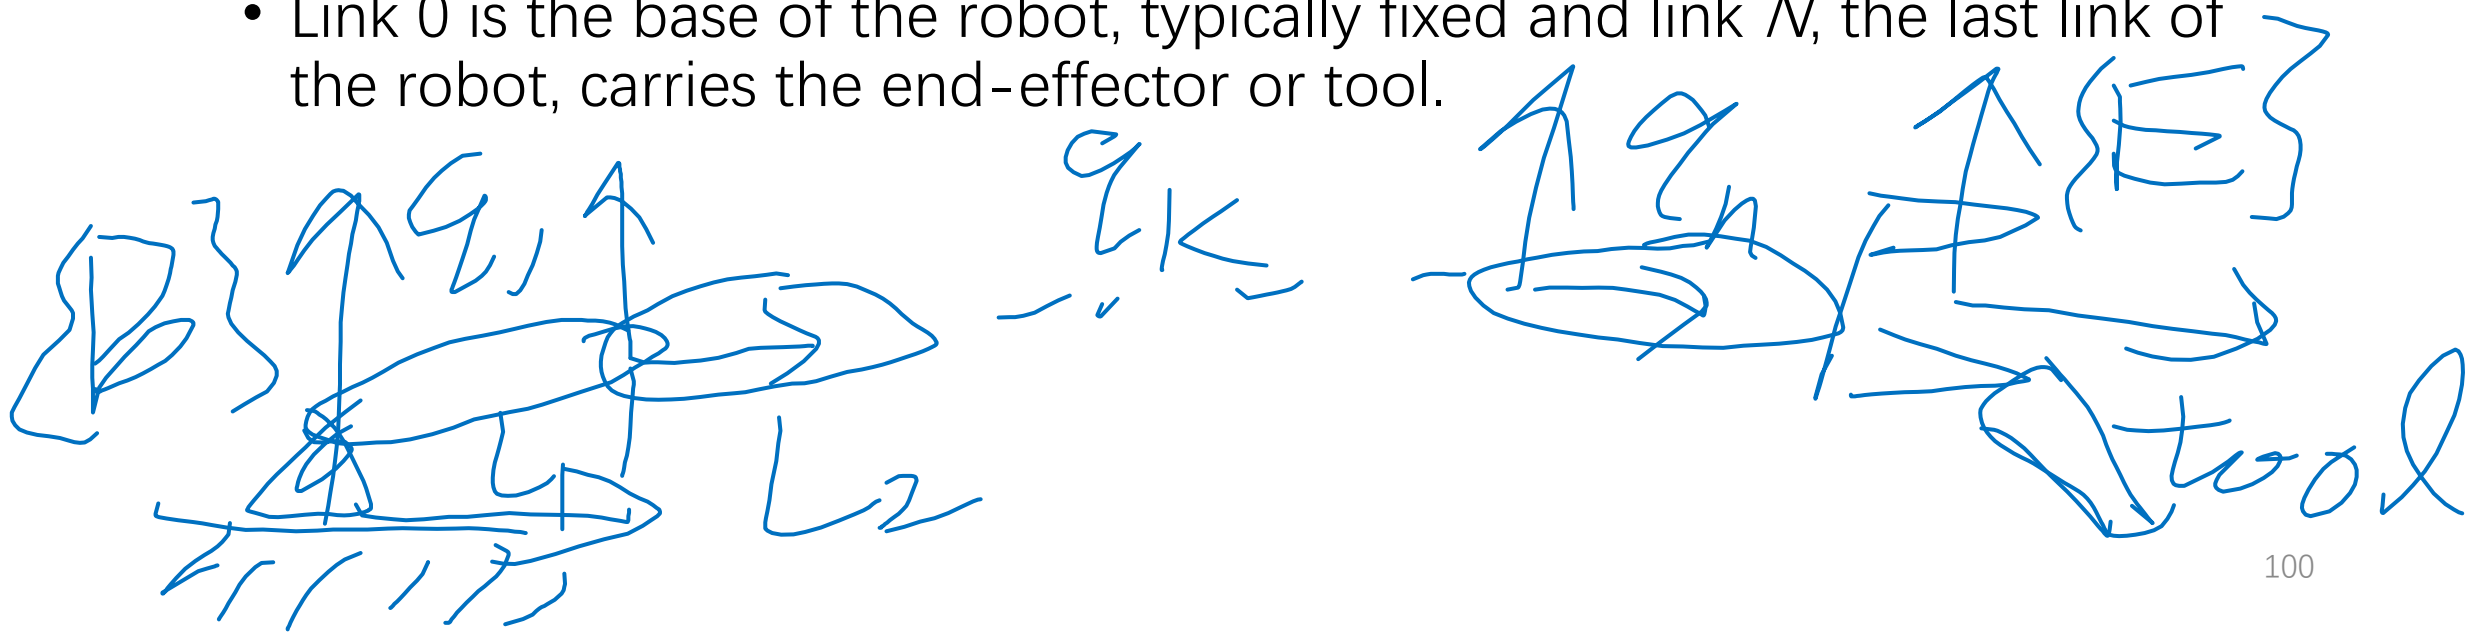 • Link 0 is the base of the robot, typically fixed and link N, the last link of
the robot, carries the end-effector or tool.
{B}
q1
qK
qn
{E}
L1
L2
tool
100